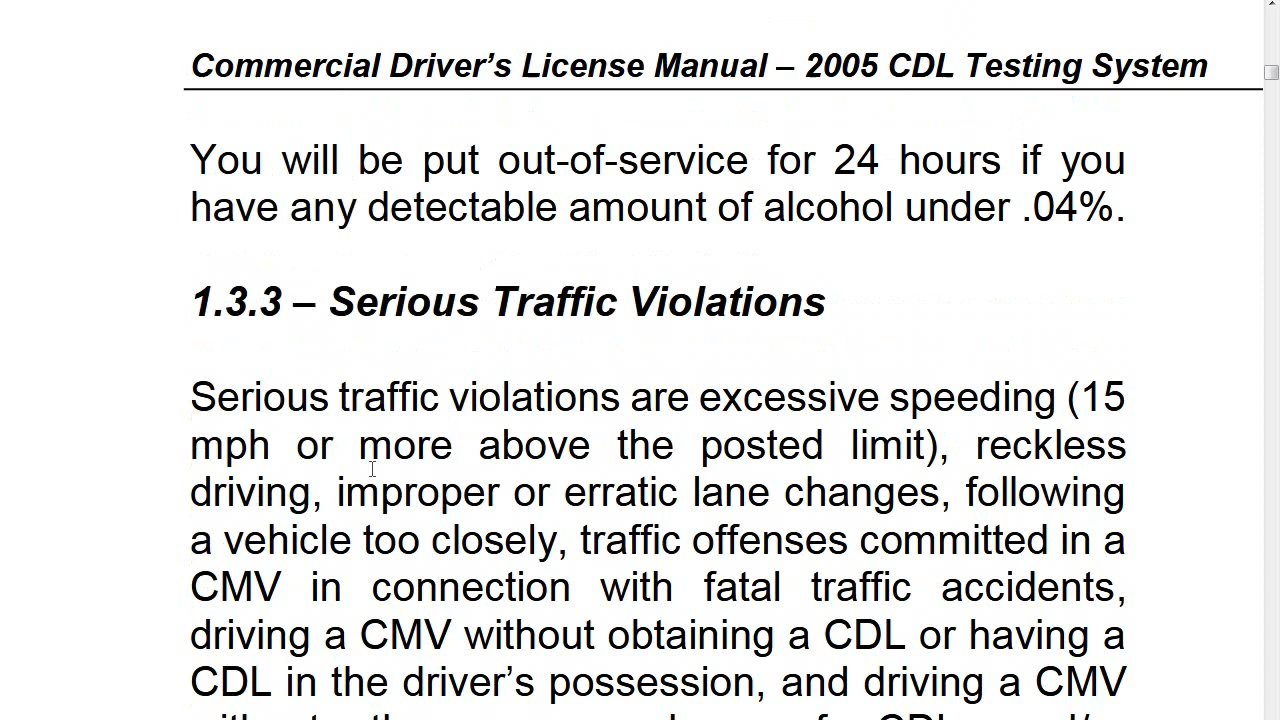 Commercial Driver’s License Manual – 2005 CDL Testing System
You will be put out-of-service for 24 hours if you
have any detectable amount of alcohol under .04%.
1.3.3 – Serious Traffic Violations
Serious traffic violations are excessive speeding (15
mph or more above the posted limit), reckless
driving, improper or erratic lane changes, following
a vehicle too closely, traffic offenses committed in a
CMV in connection with fatal traffic accidents,
driving a CMV without obtaining a CDL or having a
CDL in the driver’s possession, and driving a CMV